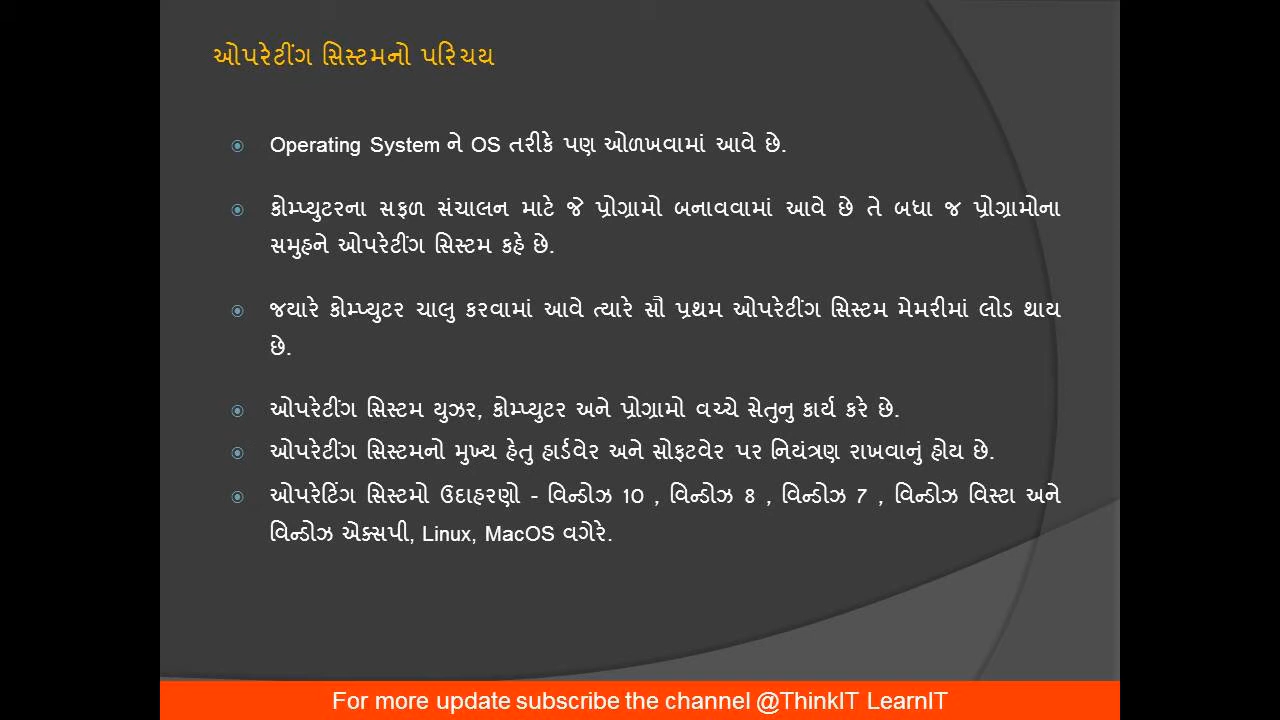 ઓપરેટીંગ સિસ્ટમનો પરિચય
Operating System ને OS તરીકે પણ ઓળખવામાં આવે છે.
કોમ્પ્યુટરના સફળ સંચાલન માટે જે પ્રોગ્રામો બનાવવામાં આવે છે તે બધા જ પ્રોગ્રામોના
સમુહને ઓપરેટીંગ સિસ્ટમ કહે છે.
જયારે કોમ્પ્યુટર ચાલુ કરવામાં આવે ત્યારે સૌ પ્રથમ ઓપરેટીંગ સિસ્ટમ મેમરીમાં લોડ થાય
છે.
ઓપરેટીંગ સિસ્ટમ યુઝર, કોમ્પ્યુટર અને પ્રોગ્રામો વચ્ચે સેતુનુ કાર્ય કરે છે.
ઓપરેટીંગ સિસ્ટમનો મુખ્ય હેતુ હાર્ડવેર અને સોફટવેર પર નિયંત્રણ રાખવાનું હોય છે.
ઓપરેટિંગ સિસ્ટમો ઉદાહરણો - વિન્ડોઝ 10 , વિન્ડોઝ 8 , વિન્ડોઝ 7 , વિન્ડોઝ વિસ્ટા અને
વિન્ડોઝ એક્સપી, Linux, MacOS વગેરે.
For more update subscribe the channel @ThinkIT LearnIT